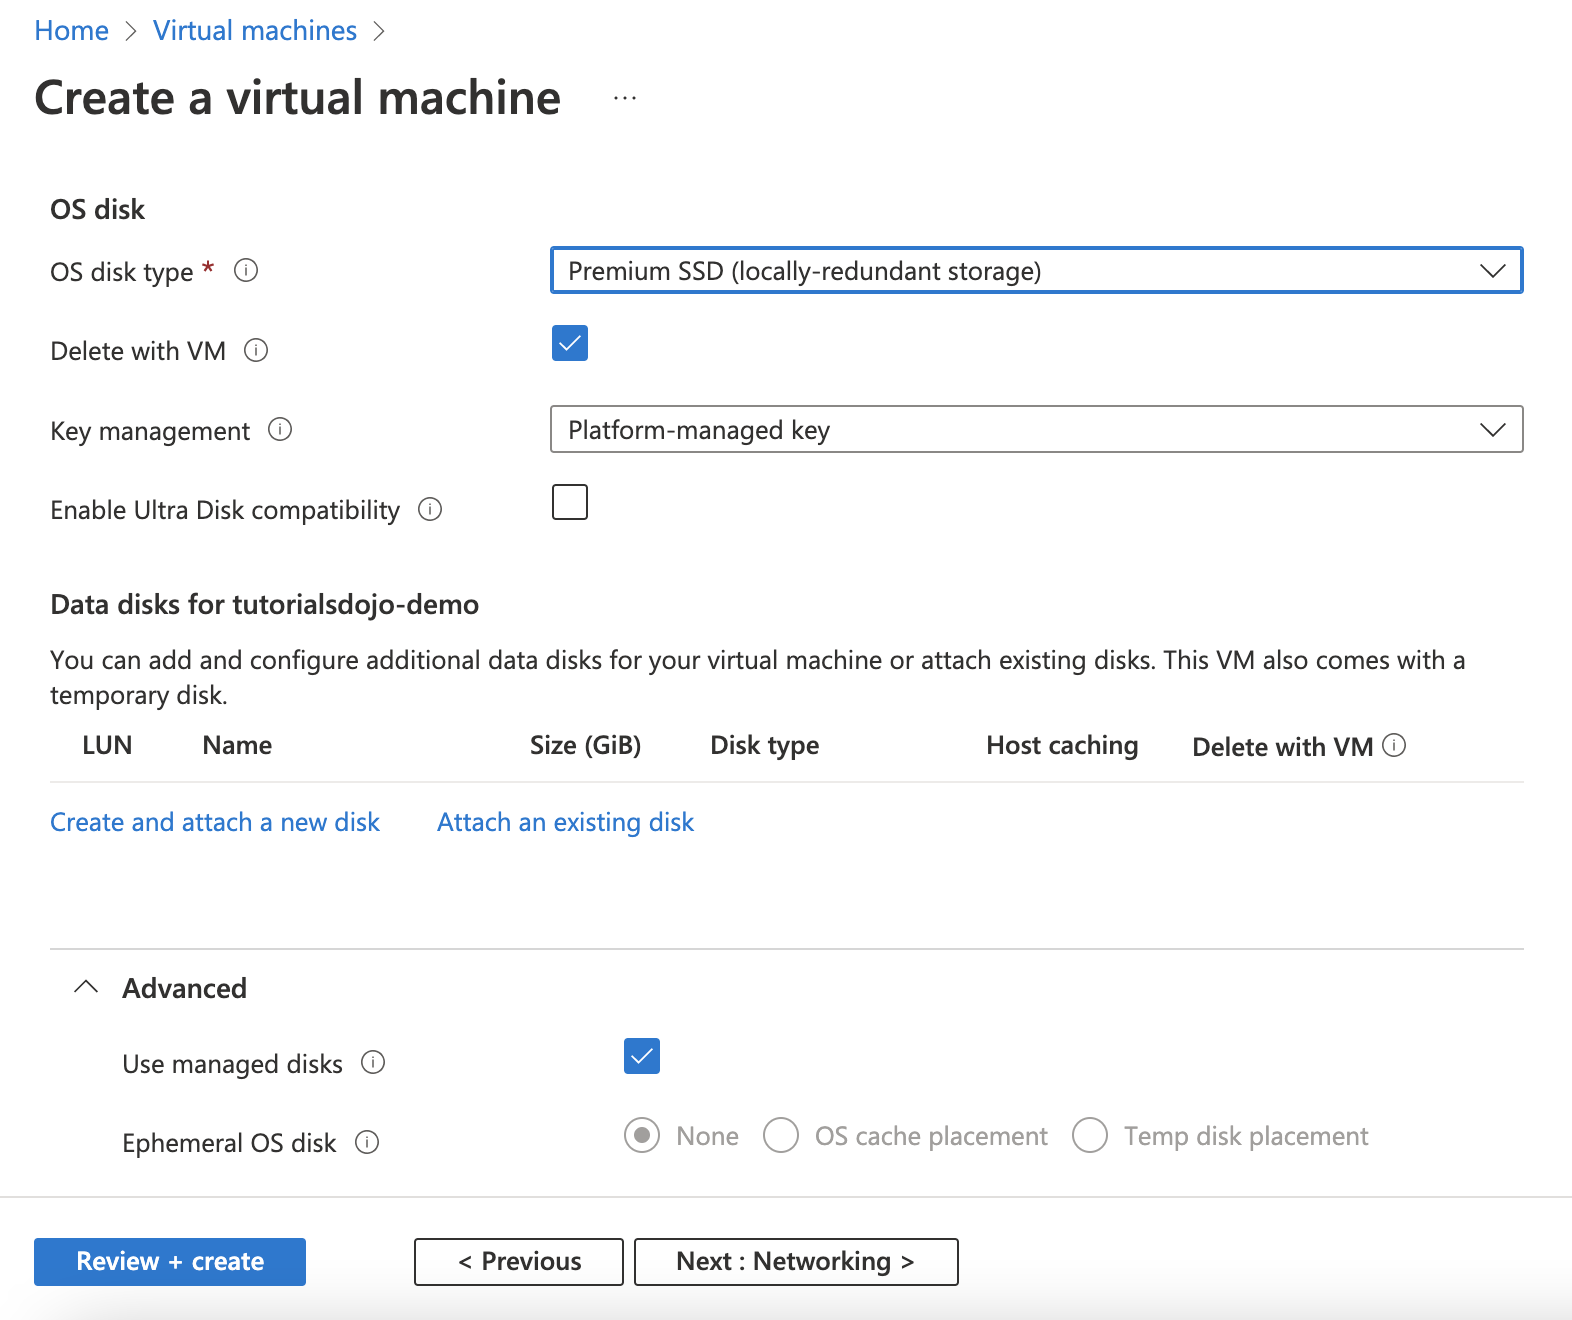 Home > Virtual machines >
Create a virtual machine ...
OS disk
OS disk type * Premium SSD (locally-redundant storage)
Delete with VM
Key management Platform-managed key
Enable Ultra Disk compatibility
Data disks for tutorialsdojo-demo
You can add and configure additional data disks for your virtual machine or attach existing disks. This VM also comes with a
temporary disk.
LUN Name Size (GiB) Disk type Host caching Delete with VM
Create and attach a new disk Attach an existing disk
Advanced
Use managed disks
Ephemeral OS disk None OS cache placement Temp disk placement
Review + create < Previous Next : Networking >